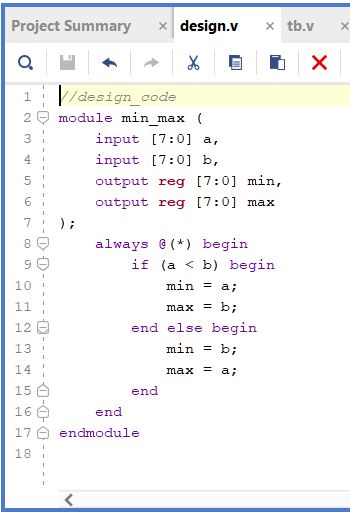 Project Summary × design.v × tb.v ×
1 //design_code
2 module min_max (
3     input [7:0] a,
4     input [7:0] b,
5     output reg [7:0] min,
6     output reg [7:0] max
7 );
8     always @(*) begin
9         if (a < b) begin
10             min = a;
11             max = b;
12         end else begin
13             min = b;
14             max = a;
15         end
16     end
17 endmodule
18